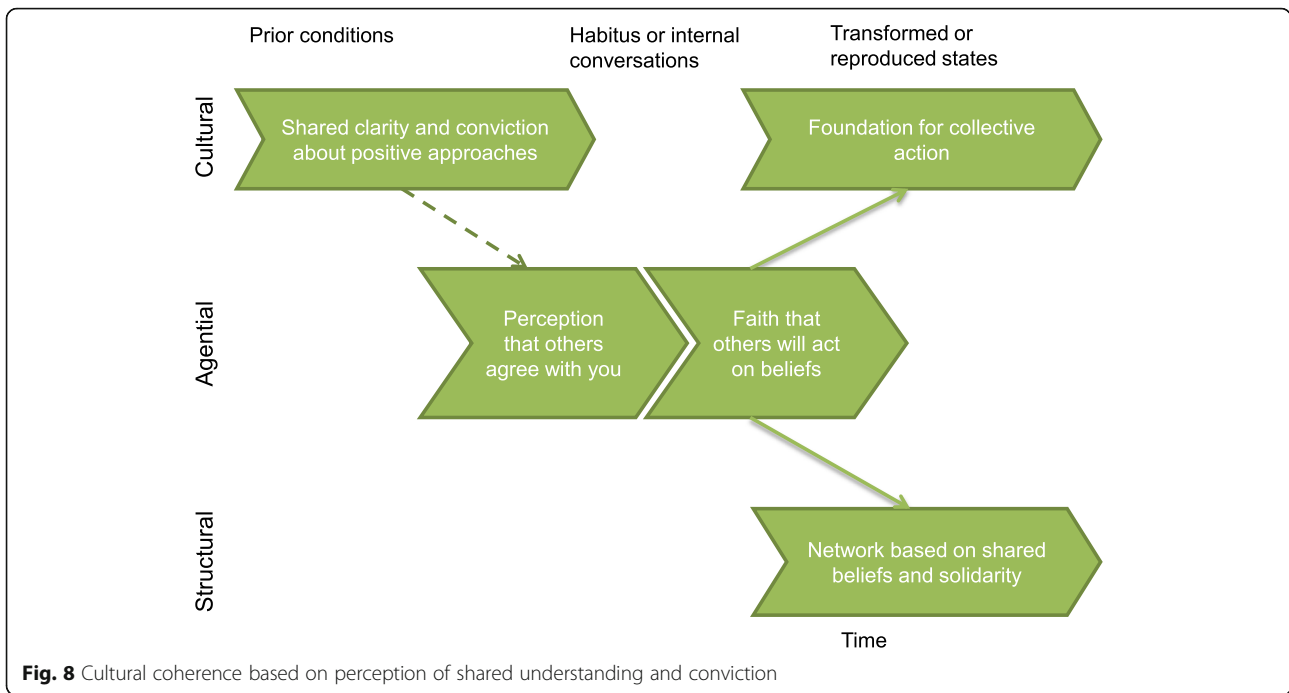 Prior conditions
Habitus or internal
conversations
Transformed or
reproduced states
Cultural
Shared clarity and conviction
about positive approaches
Foundation for collective
action
Agential
Perception
that others
agree with you
Faith that
others will act
on beliefs
Structural
Network based on shared
beliefs and solidarity
Time
Fig. 8 Cultural coherence based on perception of shared understanding and conviction